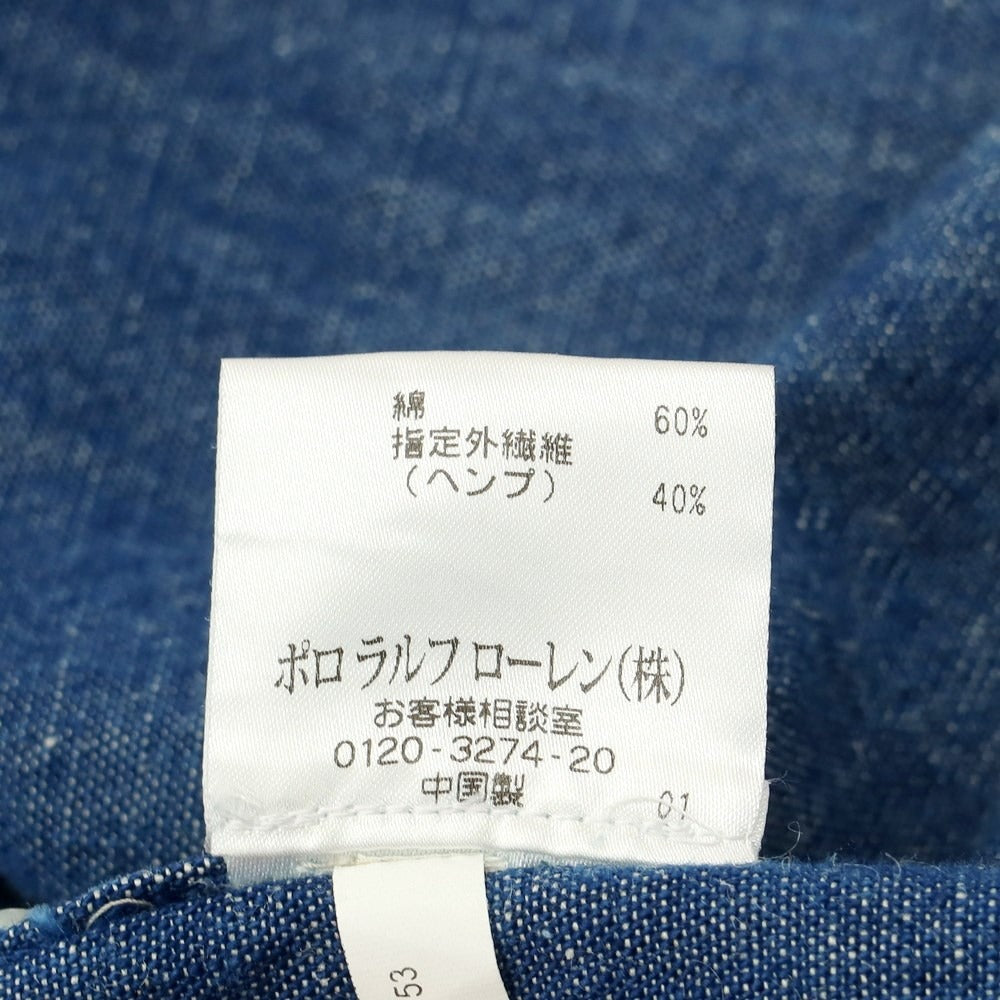 綿 60%
指定外繊維
(ヘンプ) 40%
ポロ ラルフ ローレン(株)
お客様相談室
0120-3274-20
中国製 01
53